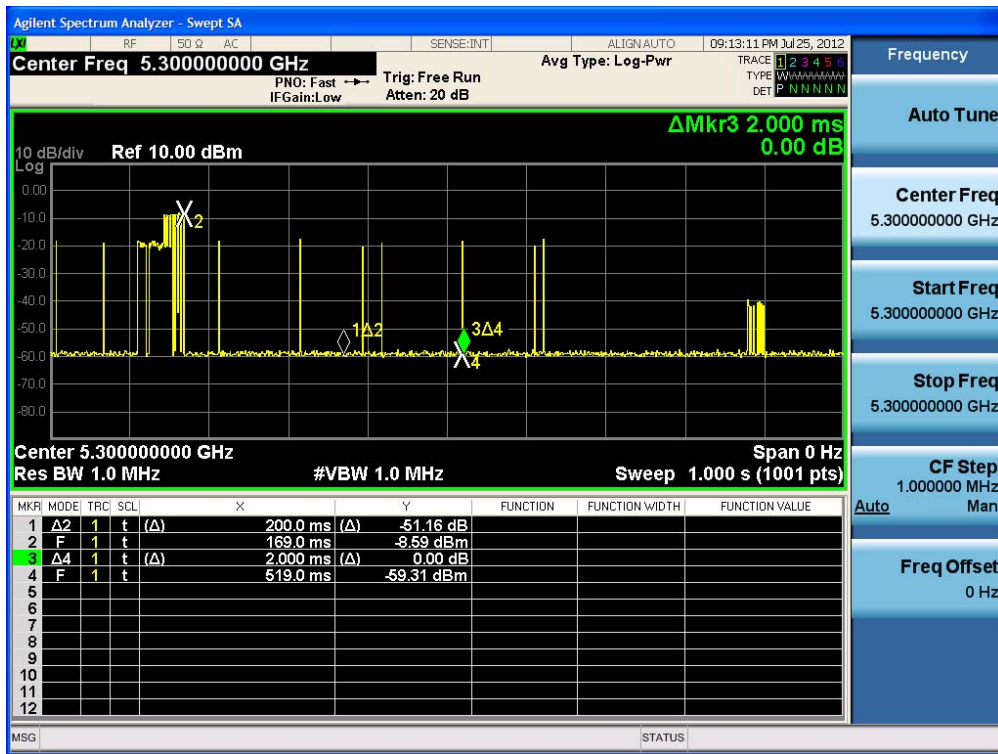 Agilent Spectrum Analyzer - Swept SA
LXI RF 50 Ω AC SENSE:INT ALIGN AUTO 09:13:11 PM Jul 25, 2012
Center Freq 5.300000000 GHz
PNO: Fast
IFGain:Low
Trig: Free Run
Atten: 20 dB
Avg Type: Log-Pwr
TRACE 1 2 3 4 5 6
TYPE W
DET P N N N N N
ΔMkr3 2.000 ms
0.00 dB
10 dB/div Ref 10.00 dBm
Log
0.00
-10.0
-20.0
-30.0
-40.0
-50.0
-60.0
-70.0
-80.0
2
1Δ2
3Δ4
4
Center 5.300000000 GHz Span 0 Hz
Res BW 1.0 MHz #VBW 1.0 MHz Sweep 1.000 s (1001 pts)
MKR MODE TRC SCL X Y FUNCTION FUNCTION WIDTH FUNCTION VALUE
1 Δ2 1 t (Δ) 200.0 ms (Δ) -51.16 dB
2 F 1 t 169.0 ms -8.59 dBm
3 Δ4 1 t (Δ) 2.000 ms (Δ) 0.00 dB
4 F 1 t 519.0 ms -59.31 dBm
5
6
7
8
9
10
11
12
MSG STATUS
Frequency
Auto Tune
Center Freq
5.300000000 GHz
Start Freq
5.300000000 GHz
Stop Freq
5.300000000 GHz
CF Step
1.000000 MHz
Auto Man
Freq Offset
0 Hz